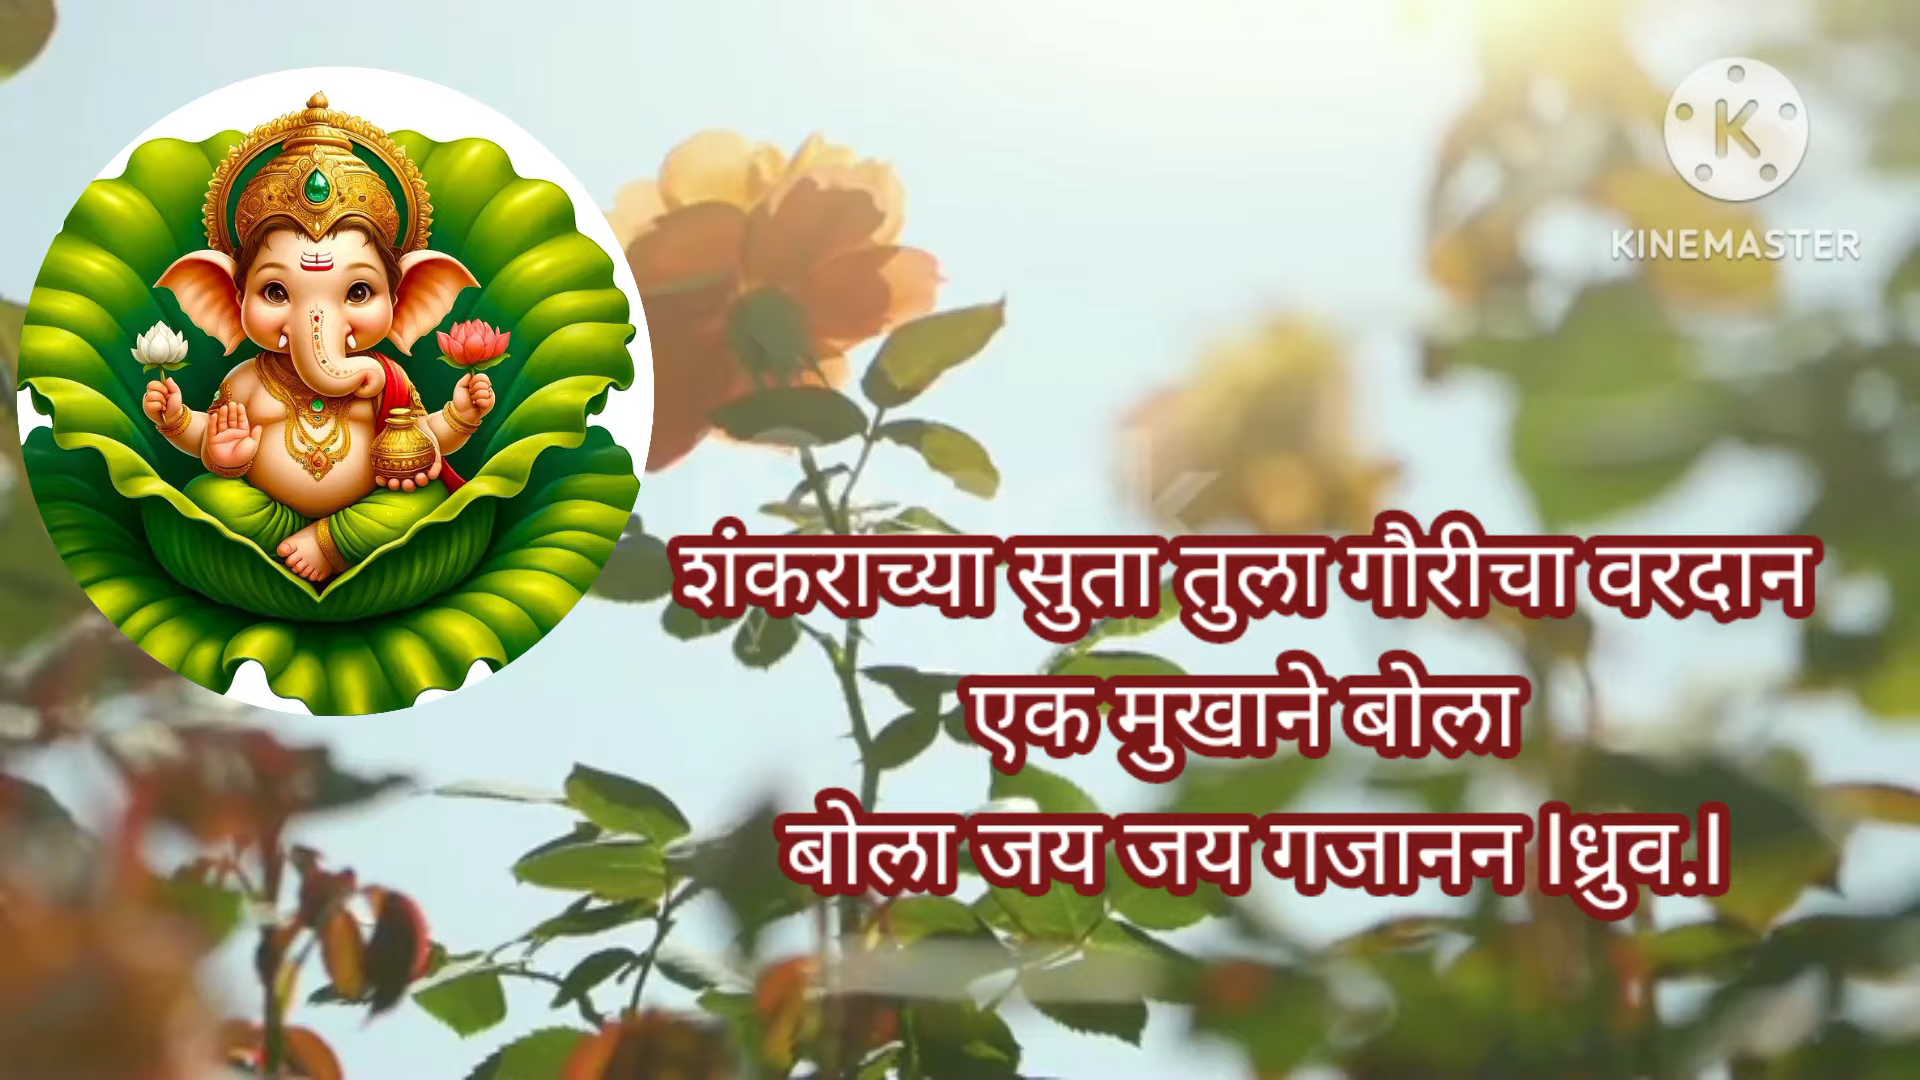 K
KINEMASTER
शंकराच्या सुता तुला गौरीचा वरदान
एक मुखाने बोला
बोला जय जय गजानन ।ध्रुव.।